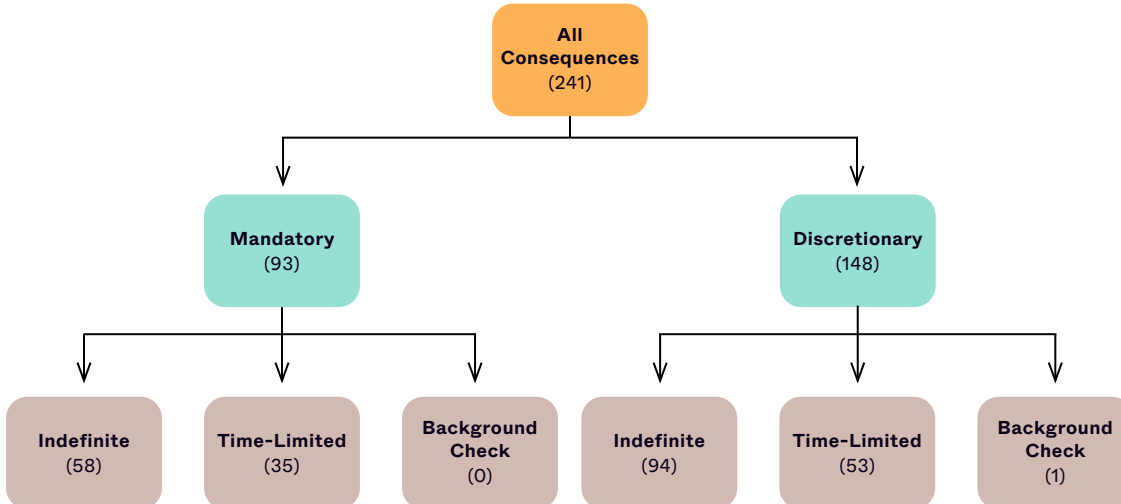 All
Consequences
(241)
Mandatory
(93)
Discretionary
(148)
Indefinite
(58)
Time-Limited
(35)
Background
Check
(0)
Indefinite
(94)
Time-Limited
(53)
Background
Check
(1)